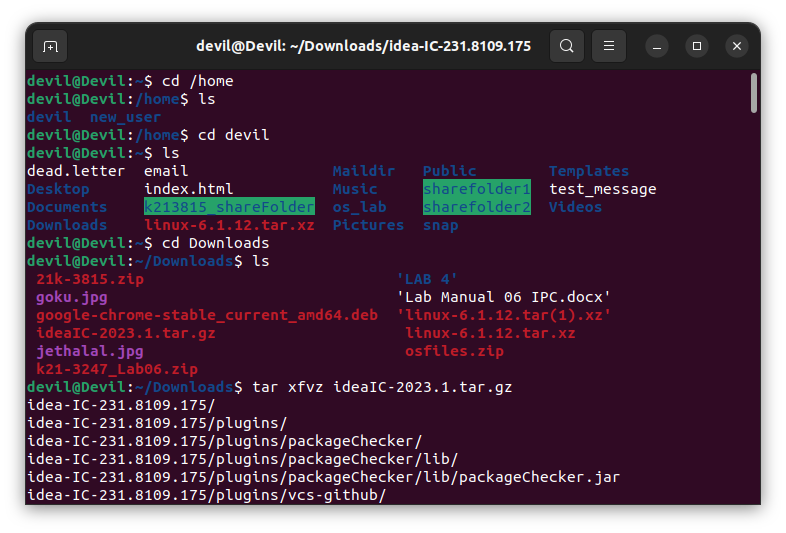 devil@Devil: ~/Downloads/idea-IC-231.8109.175
devil@Devil:~$ cd /home
devil@Devil:/home$ ls
devil  new_user
devil@Devil:/home$ cd devil
devil@Devil:~$ ls
dead.letter  email                Maildir   Public        Templates
Desktop      index.html           Music     sharefolder1  test_message
Documents    k213815_ShareFolder  os_lab    sharefolder2  Videos
Downloads    linux-6.1.12.tar.xz  Pictures  snap
devil@Devil:~$ cd Downloads
devil@Devil:~/Downloads$ ls
 21k-3815.zip                            'LAB 4'
 goku.jpg                                'Lab Manual 06 IPC.docx'
 google-chrome-stable_current_amd64.deb  'linux-6.1.12.tar(1).xz'
 ideaIC-2023.1.tar.gz                     linux-6.1.12.tar.xz
 jethalal.jpg                             osfiles.zip
 k21-3247_Lab06.zip
devil@Devil:~/Downloads$ tar xfvz ideaIC-2023.1.tar.gz
idea-IC-231.8109.175/
idea-IC-231.8109.175/plugins/
idea-IC-231.8109.175/plugins/packageChecker/
idea-IC-231.8109.175/plugins/packageChecker/lib/
idea-IC-231.8109.175/plugins/packageChecker/lib/packageChecker.jar
idea-IC-231.8109.175/plugins/vcs-github/